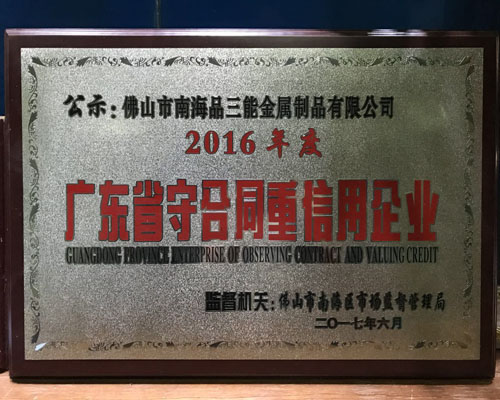 公示：佛山市南海品三能金属制品有限公司
2016年度
广东省守合同重信用企业
GUANGDONG PROVINCE ENTERPRISE OF OBSERVING CONTRACT AND VALUING CREDIT
监督机关：佛山市南海区市场监督管理局
二〇一七年六月